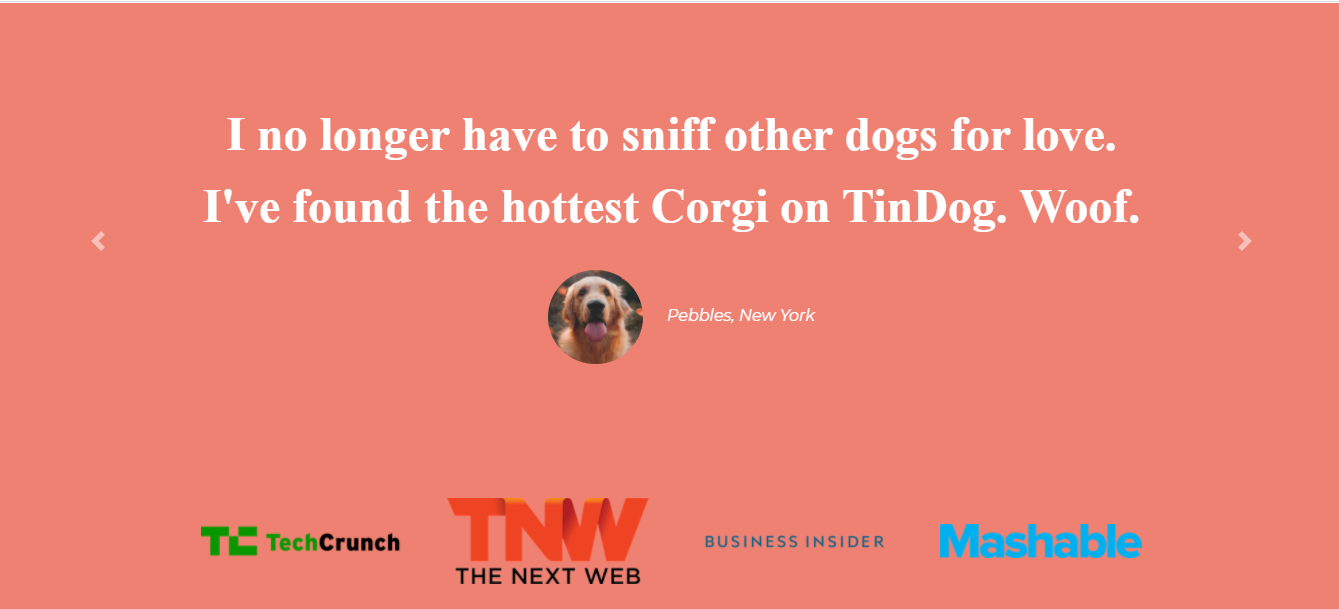 I no longer have to sniff other dogs for love.
I've found the hottest Corgi on TinDog. Woof.
Pebbles, New York
TC TechCrunch
TNW
THE NEXT WEB
BUSINESS INSIDER
Mashable